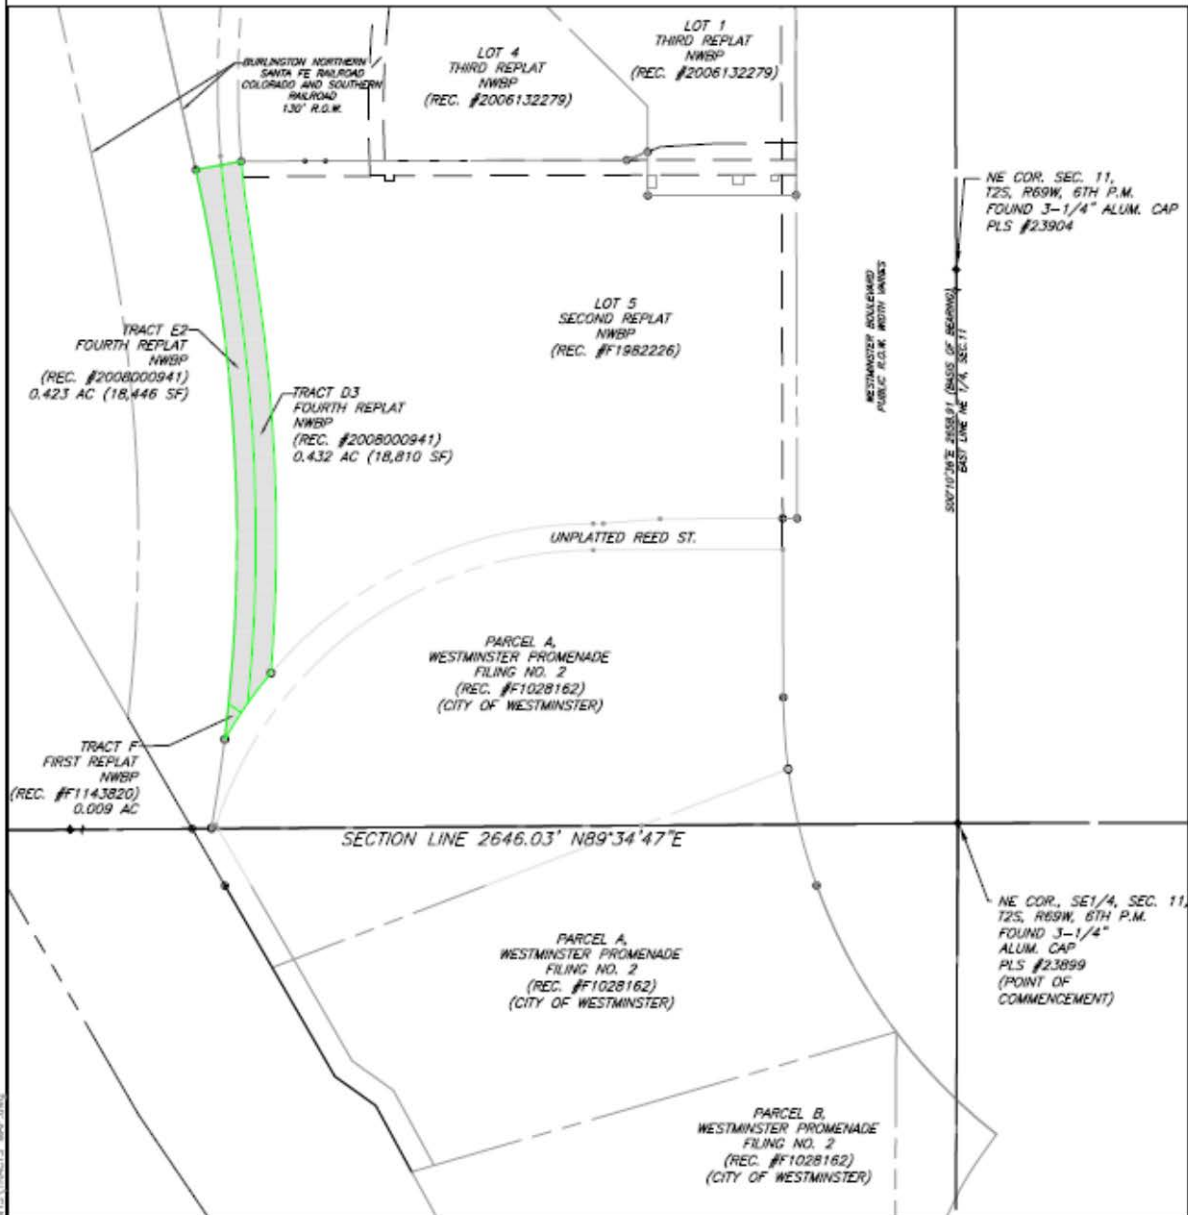 LOT 1
THIRD REPLAT
NWBP
(REC. #2006132279)
LOT 4
THIRD REPLAT
NWBP
(REC. #2006132279)
BURLINGTON NORTHERN
SANTA FE RAILROAD
COLORADO AND SOUTHERN
RAILROAD
130' R.O.W.
NE COR. SEC. 11,
T2S, R69W, 6TH P.M.
FOUND 3-1/4" ALUM. CAP
PLS #23904
LOT 5
SECOND REPLAT
NWBP
(REC. #F1982226)
WESTMINSTER BOULEVARD
PUBLIC R.O.W. WIDTH VARIES
S00°10'36"E 2658.91 (BASIS OF BEARING)
EAST LINE NE 1/4, SEC.11
TRACT E2
FOURTH REPLAT
NWBP
(REC. #2008000941)
0.423 AC (18,446 SF)
TRACT D3
FOURTH REPLAT
NWBP
(REC. #2008000941)
0.432 AC (18,810 SF)
UNPLATTED REED ST.
PARCEL A,
WESTMINSTER PROMENADE
FILING NO. 2
(REC. #F1028162)
(CITY OF WESTMINSTER)
TRACT F
FIRST REPLAT
NWBP
(REC. #F1143820)
0.009 AC
SECTION LINE 2646.03' N89°34'47"E
NE COR., SE1/4, SEC. 11,
T2S, R69W, 6TH P.M.
FOUND 3-1/4"
ALUM. CAP
PLS #23899
(POINT OF
COMMENCEMENT)
PARCEL A,
WESTMINSTER PROMENADE
FILING NO. 2
(REC. #F1028162)
(CITY OF WESTMINSTER)
PARCEL B,
WESTMINSTER PROMENADE
FILING NO. 2
(REC. #F1028162)
(CITY OF WESTMINSTER)